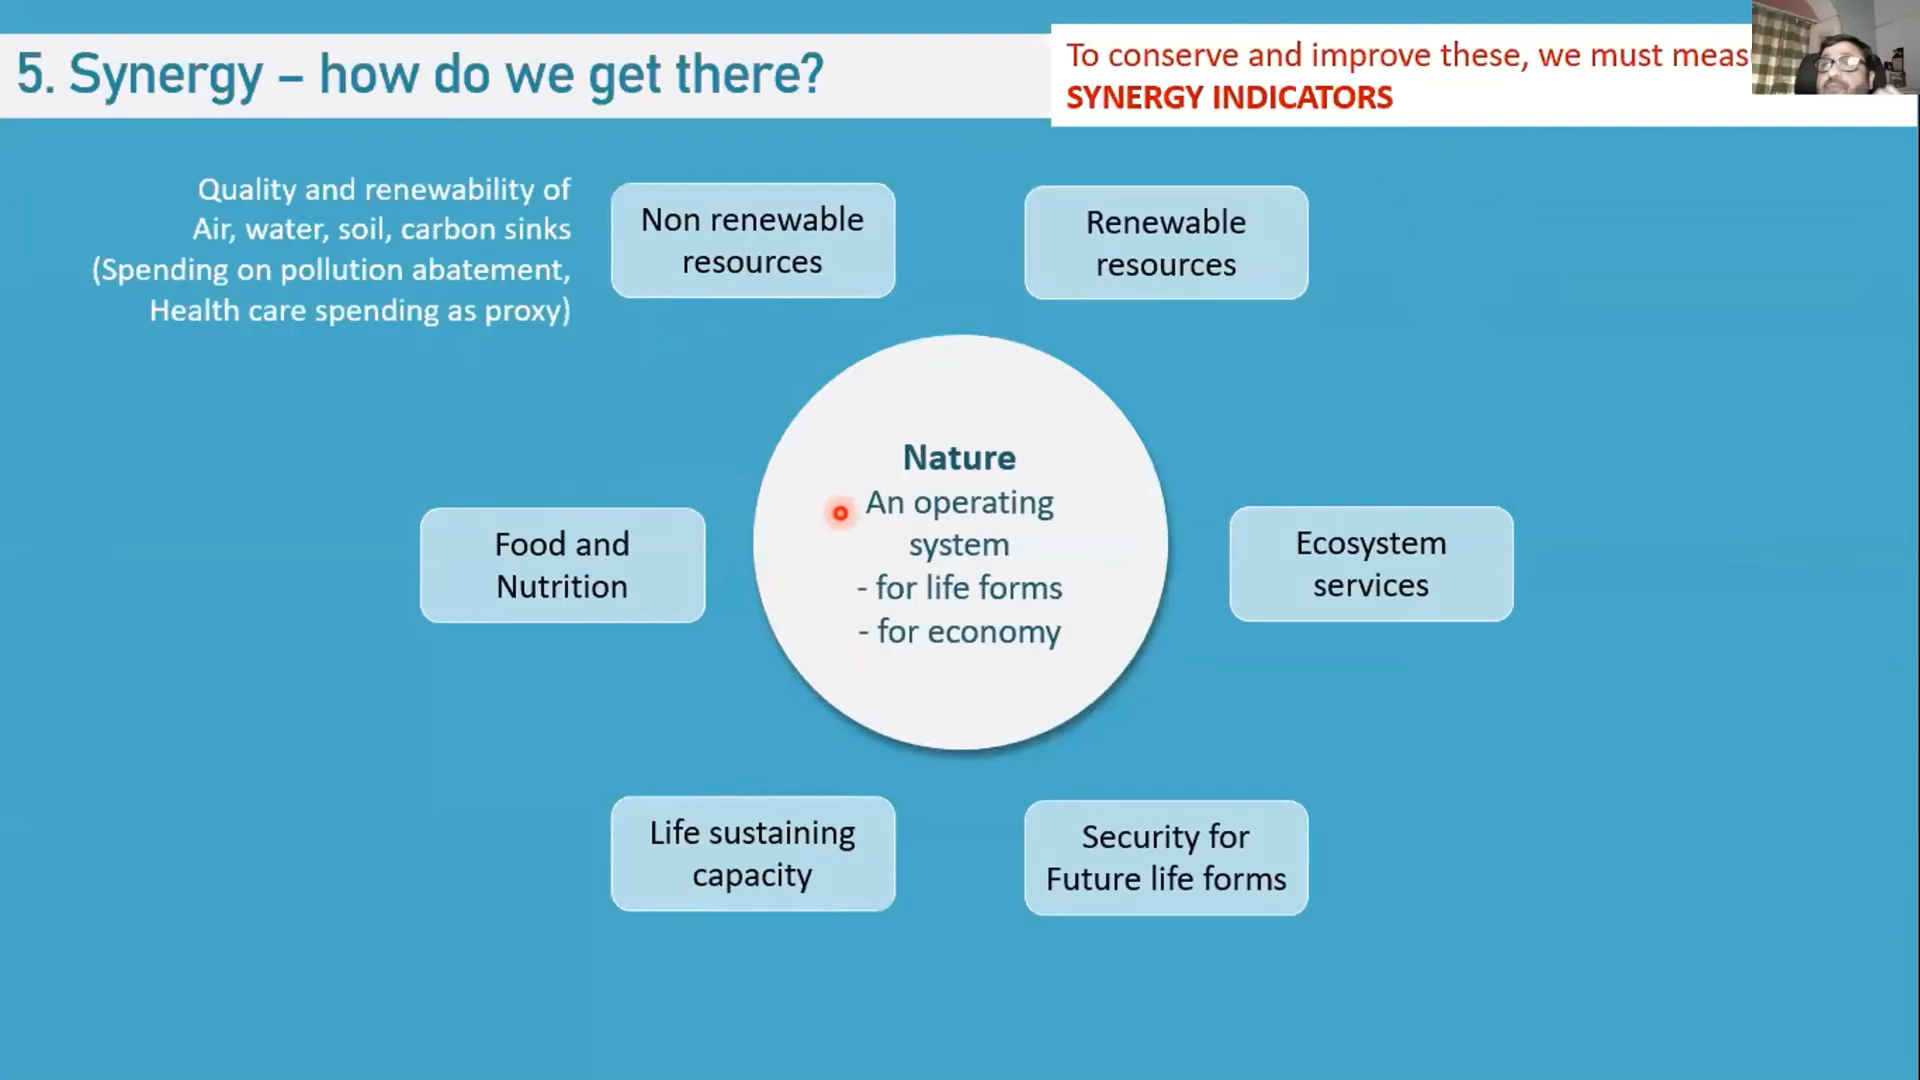 5. Synergy – how do we get there?
To conserve and improve these, we must meas
SYNERGY INDICATORS
Quality and renewability of
Air, water, soil, carbon sinks
(Spending on pollution abatement,
Health care spending as proxy)
Non renewable
resources
Renewable
resources
Nature
An operating
system
- for life forms
- for economy
Food and
Nutrition
Ecosystem
services
Life sustaining
capacity
Security for
Future life forms